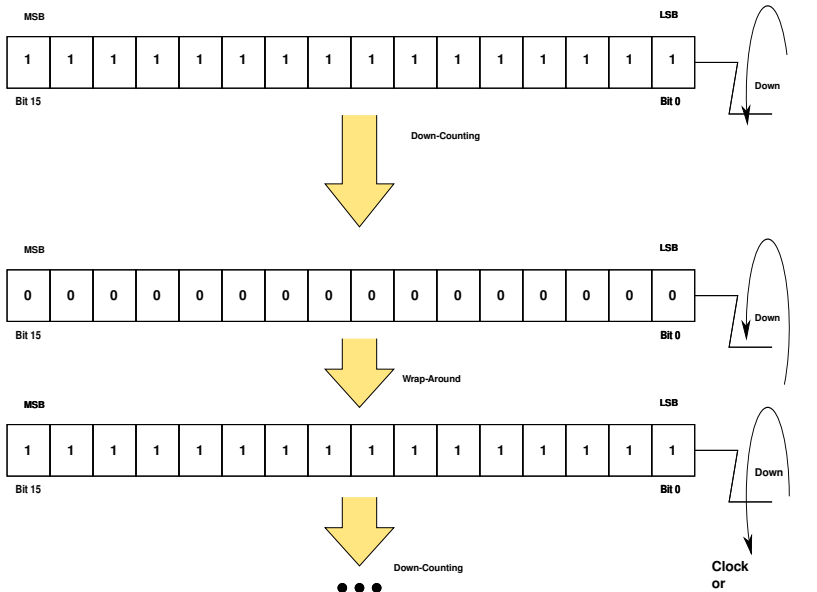 MSB LSB
1 1 1 1 1 1 1 1 1 1 1 1 1 1 1 1
Down
Bit 15 Bit 0
Down-Counting
MSB LSB
0 0 0 0 0 0 0 0 0 0 0 0 0 0 0 0
Down
Bit 15 Bit 0
Wrap-Around
MSB LSB
1 1 1 1 1 1 1 1 1 1 1 1 1 1 1 1
Down
Bit 15 Bit 0
Down-Counting
Clock
or